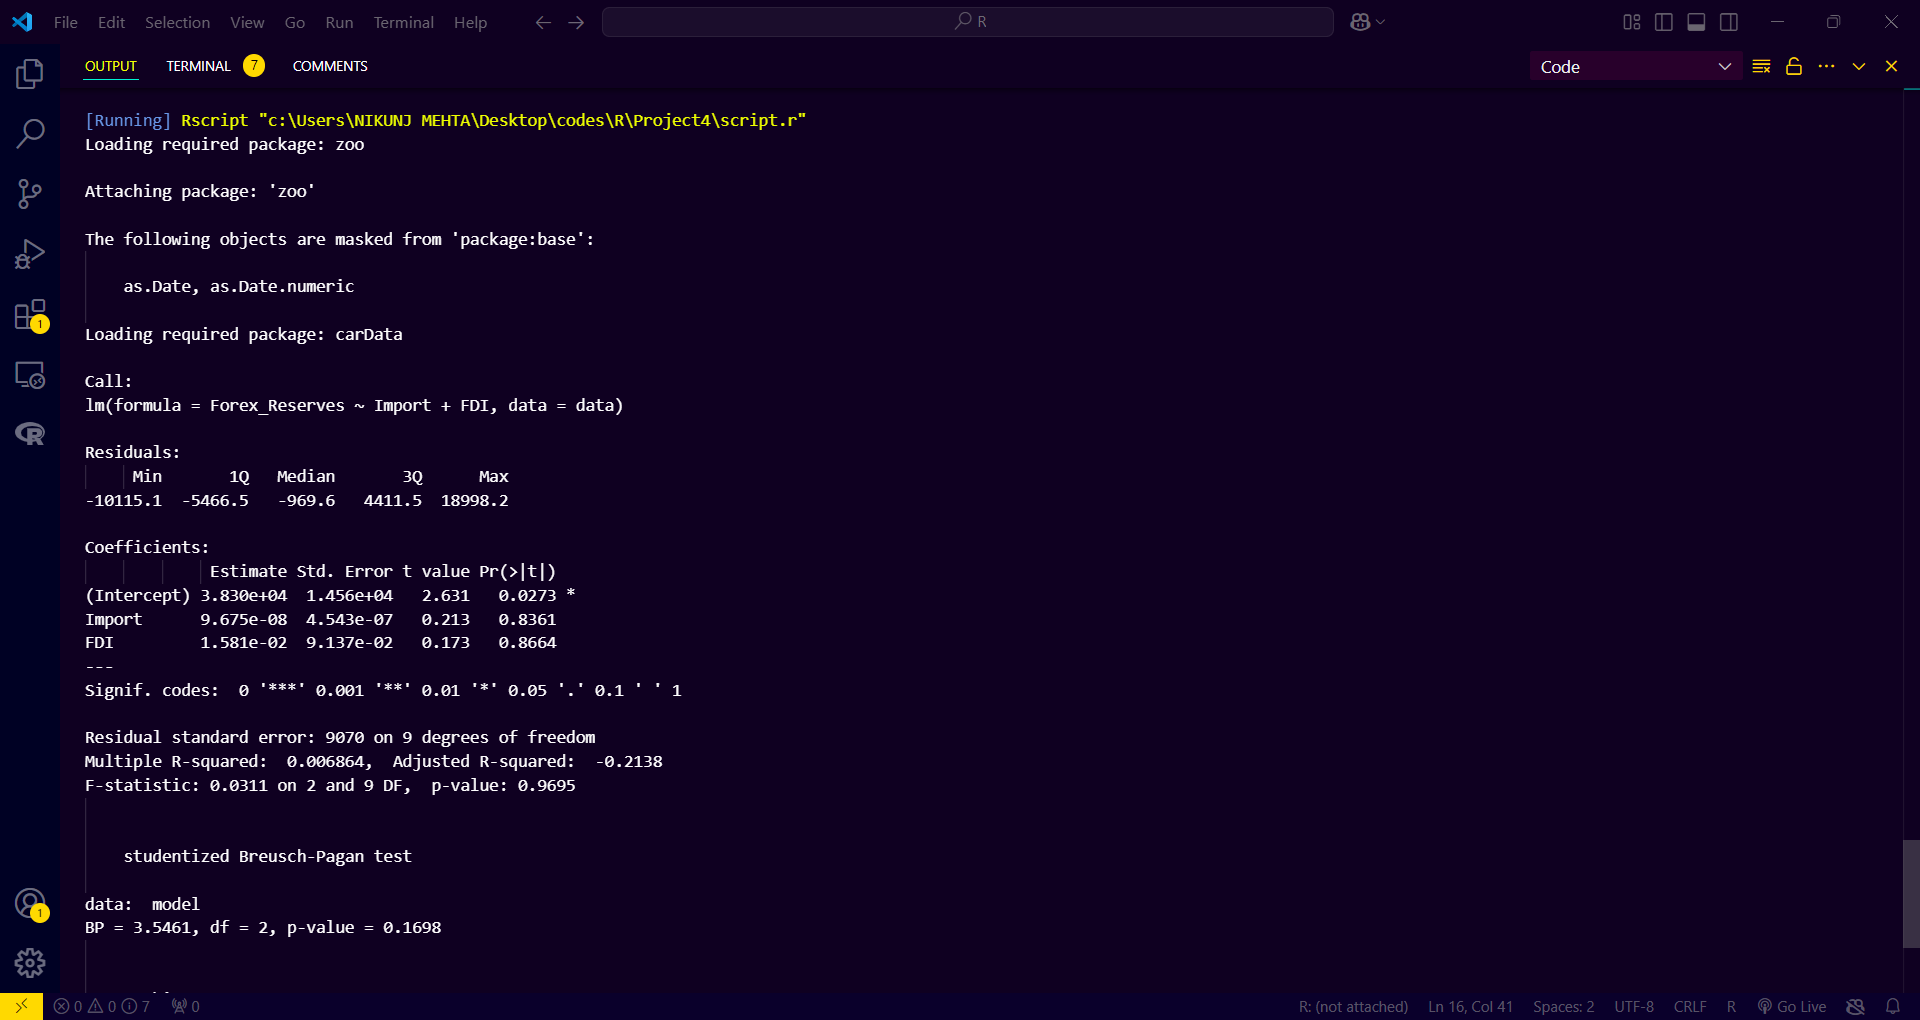 File Edit Selection View Go Run Terminal Help R
OUTPUT TERMINAL 7 COMMENTS Code
[Running] Rscript "c:\Users\NIKUNJ MEHTA\Desktop\codes\R\Project4\script.r"
Loading required package: zoo
Attaching package: 'zoo'
The following objects are masked from 'package:base':
as.Date, as.Date.numeric
Loading required package: carData
Call:
lm(formula = Forex_Reserves ~ Import + FDI, data = data)
Residuals:
Min 1Q Median 3Q Max
-10115.1 -5466.5 -969.6 4411.5 18998.2
Coefficients:
Estimate Std. Error t value Pr(>|t|)
(Intercept) 3.830e+04 1.456e+04 2.631 0.0273 *
Import 9.675e-08 4.543e-07 0.213 0.8361
FDI 1.581e-02 9.137e-02 0.173 0.8664
---
Signif. codes: 0 '***' 0.001 '**' 0.01 '*' 0.05 '.' 0.1 ' ' 1
Residual standard error: 9070 on 9 degrees of freedom
Multiple R-squared: 0.006864, Adjusted R-squared: -0.2138
F-statistic: 0.0311 on 2 and 9 DF, p-value: 0.9695
studentized Breusch-Pagan test
data: model
BP = 3.5461, df = 2, p-value = 0.1698
1
R
1
0 0 7 0 R: (not attached) Ln 16, Col 41 Spaces: 2 UTF-8 CRLF R Go Live